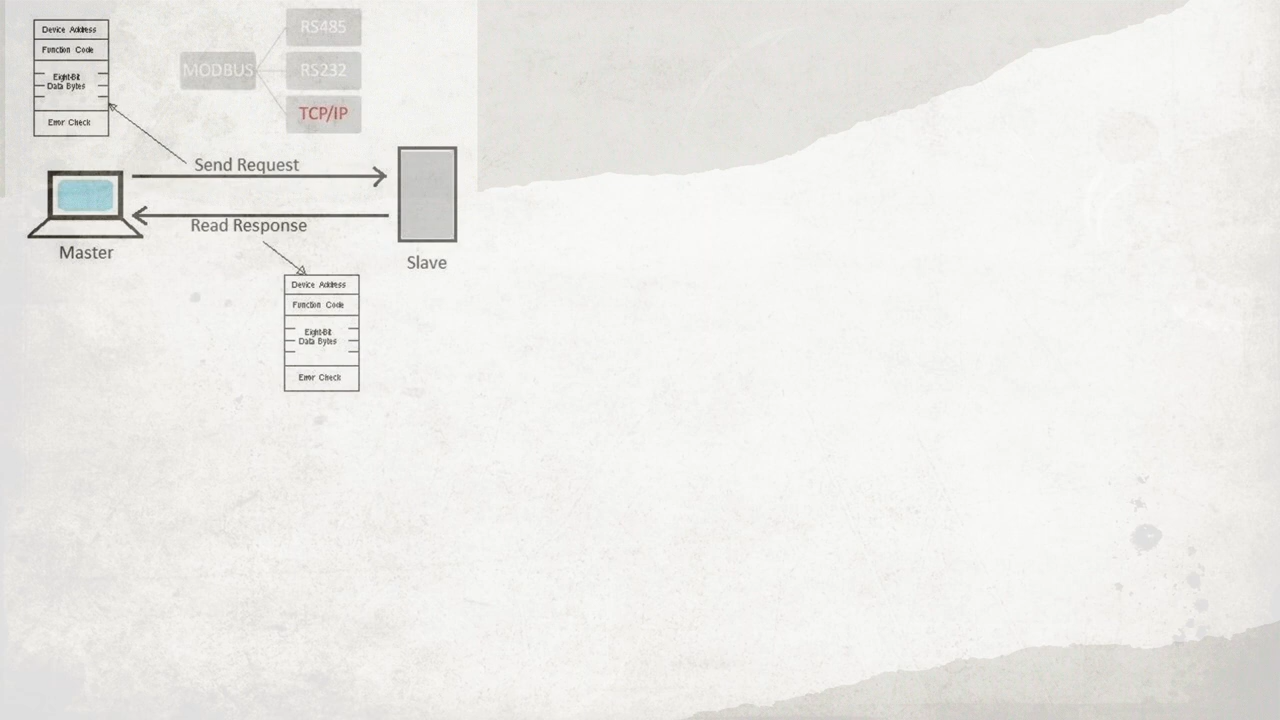 Device Address
Function Code
Eight-Bit
Data Bytes
Error Check
MODBUS
RS485
RS232
TCP/IP
Send Request
Read Response
Master
Slave
Device Address
Function Code
Eight-Bit
Data Bytes
Error Check